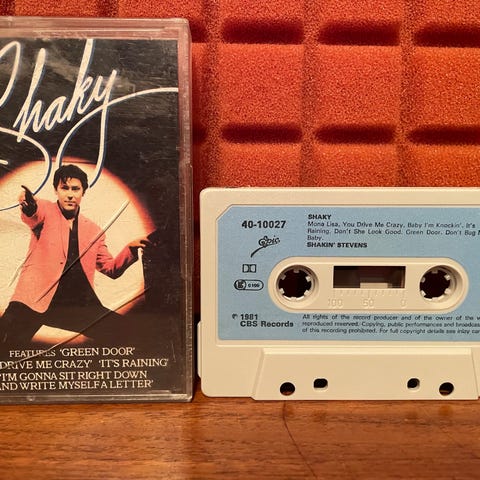 Shaky
FEATURES 'GREEN DOOR'
DRIVE ME CRAZY' 'IT'S RAINING'
'I'M GONNA SIT RIGHT DOWN
AND WRITE MYSELF A LETTER'
40-10027
SHAKY
Mona Lisa, You Drive Me Crazy, Baby I'm Knockin', It's
Raining, Don't She Look Good. Green Door. Don't Bug
Baby.
SHAKIN' STEVENS
Epic
℗ 1981
CBS Records
100 50 0
All rights of the record producer and of the owner of the
reproduced reserved. Copying, public performances and
of this recording prohibited. For full copyright details see inlay